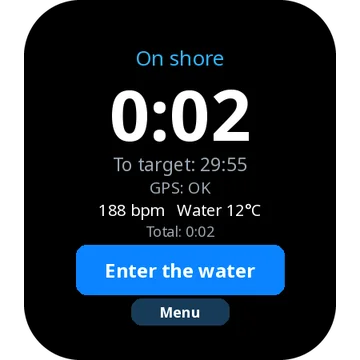 On shore
0:02
To target: 29:55
GPS: OK
188 bpm Water 12°C
Total: 0:02
Enter the water
Menu